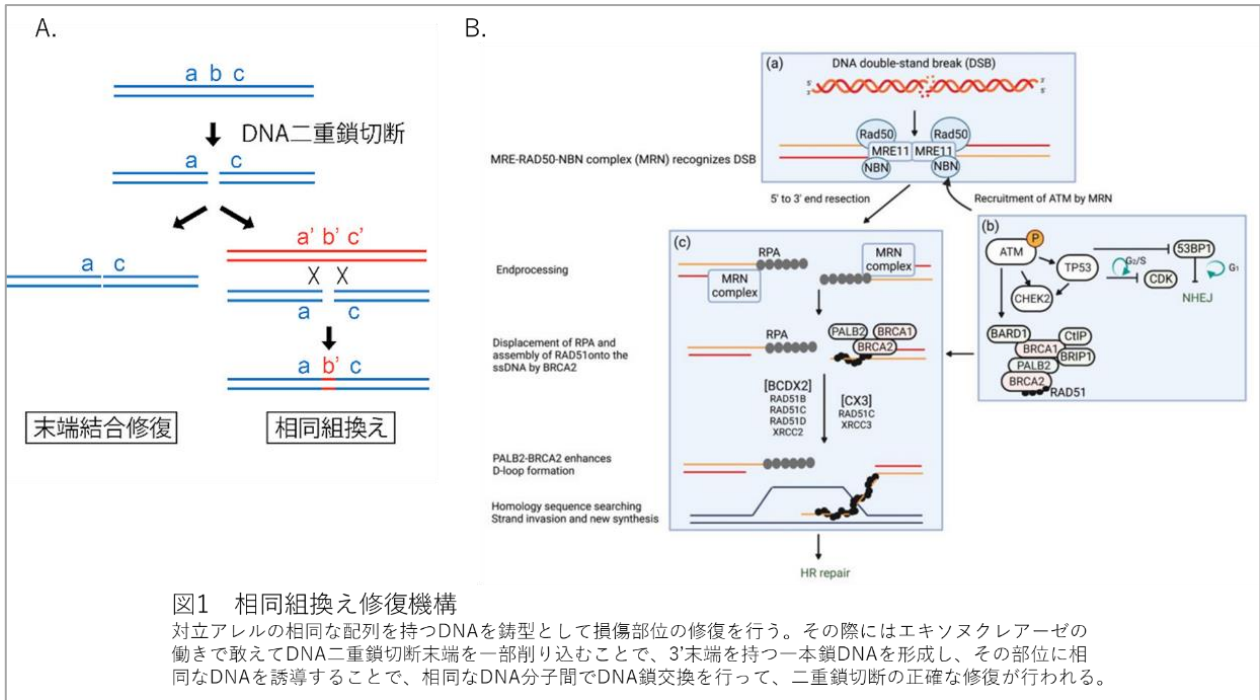 A.
a b c
DNA二重鎖切断
a c
a c
a' b' c'
X X
a c
a b' c
末端結合修復
相同組換え
B.
(a)
DNA double-stand break (DSB)
5' 3'
3' 5'
Rad50 Rad50
MRE11 MRE11
NBN NBN
MRE-RAD50-NBN complex (MRN) recognizes DSB
5' to 3' end resection
Recruitment of ATM by MRN
(b)
P
ATM
TP53
53BP1
G₂/S
CDK
G₁
CHEK2
NHEJ
BARD1
BRCA1
CtIP
PALB2
BRIP1
BRCA2
RAD51
(c)
Endprocessing
RPA
MRN complex
MRN complex
Displacement of RPA and
assembly of RAD51onto the
ssDNA by BRCA2
RPA
PALB2 BRCA1
BRCA2
[BCDX2]
RAD51B
RAD51C
RAD51D
XRCC2
[CX3]
RAD51C
XRCC3
PALB2-BRCA2 enhances
D-loop formation
Homology sequence searching
Strand invasion and new synthesis
HR repair
図1 相同組換え修復機構
対立アレルの相同な配列を持つDNAを鋳型として損傷部位の修復を行う。その際にはエキソヌクレアーゼの
働きで敢えてDNA二重鎖切断末端を一部削り込むことで、3'末端を持つ一本鎖DNAを形成し、その部位に相
同なDNAを誘導することで、相同なDNA分子間でDNA鎖交換を行って、二重鎖切断の正確な修復が行われる。